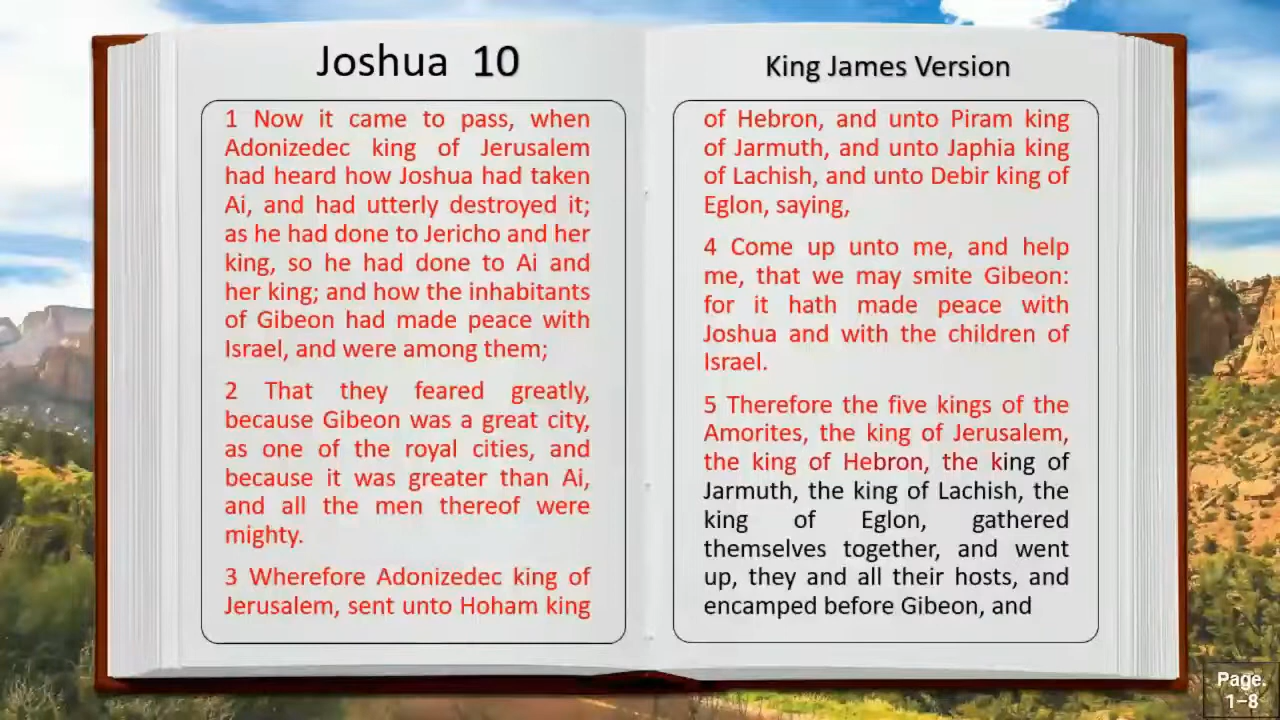 Joshua 10
1 Now it came to pass, when
Adonizedec king of Jerusalem
had heard how Joshua had taken
Ai, and had utterly destroyed it;
as he had done to Jericho and her
king, so he had done to Ai and
her king; and how the inhabitants
of Gibeon had made peace with
Israel, and were among them;
2 That they feared greatly,
because Gibeon was a great city,
as one of the royal cities, and
because it was greater than Ai,
and all the men thereof were
mighty.
3 Wherefore Adonizedec king of
Jerusalem, sent unto Hoham king
King James Version
of Hebron, and unto Piram king
of Jarmuth, and unto Japhia king
of Lachish, and unto Debir king of
Eglon, saying,
4 Come up unto me, and help
me, that we may smite Gibeon:
for it hath made peace with
Joshua and with the children of
Israel.
5 Therefore the five kings of the
Amorites, the king of Jerusalem,
the king of Hebron, the king of
Jarmuth, the king of Lachish, the
king of Eglon, gathered
themselves together, and went
up, they and all their hosts, and
encamped before Gibeon, and
Page.
1-8